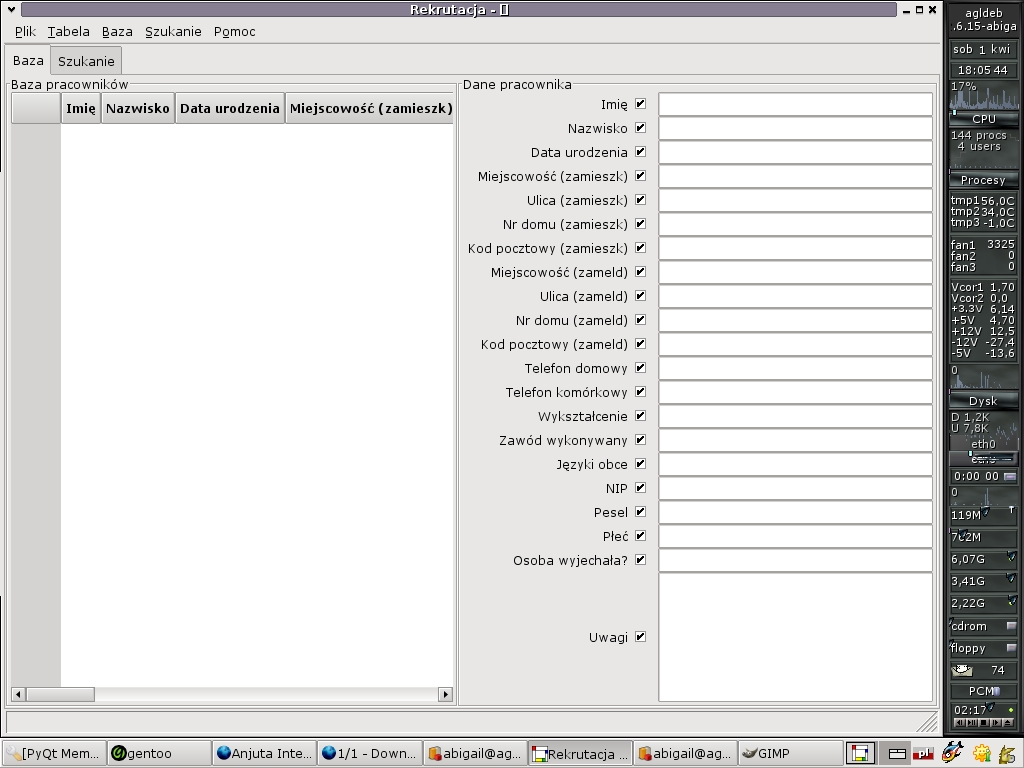 Rekrutacja - []
Plik Tabela Baza Szukanie Pomoc
Baza Szukanie
Baza pracowników
Imię Nazwisko Data urodzenia Miejscowość (zamieszk)
Dane pracownika
Imię
Nazwisko
Data urodzenia
Miejscowość (zamieszk)
Ulica (zamieszk)
Nr domu (zamieszk)
Kod pocztowy (zamieszk)
Miejscowość (zameld)
Ulica (zameld)
Nr domu (zameld)
Kod pocztowy (zameld)
Telefon domowy
Telefon komórkowy
Wykształcenie
Zawód wykonywany
Języki obce
NIP
Pesel
Płeć
Osoba wyjechała?
Uwagi
agldeb
.6.15-abiga
sob 1 kwi
18:05 44
17%
CPU
144 procs
4 users
Procesy
tmp1 56,0C
tmp2 34,0C
tmp3 -1,0C
fan1 3325
fan2 0
fan3 0
Vcor1 1,70
Vcor2 0,0
+3.3V 6,14
+5V 4,70
+12V 12,5
-12V -27,4
-5V -13,6
0
Dysk
D 1,2K
U 7,8K
eth0
0:00 00
0
119M
6,07G
3,41G
2,22G
cdrom
floppy
74
PCM
02:17
[PyQt Mem... gentoo Anjuta Inte... 1/1 - Down... abigail@ag... Rekrutacja ... abigail@ag... GIMP pl